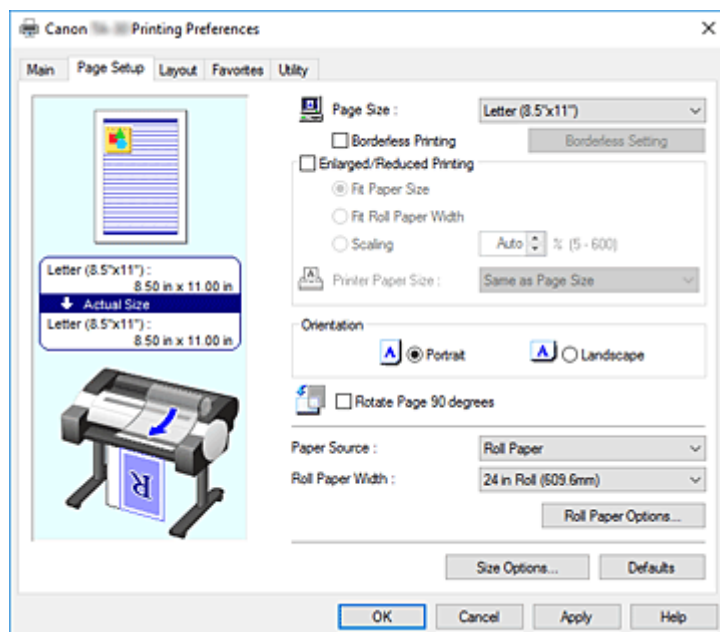 Canon Printing Preferences
Main Page Setup Layout Favorites Utility
Page Size : Letter (8.5"x11")
Borderless Printing Borderless Setting
Enlarged/Reduced Printing
Fit Paper Size
Fit Roll Paper Width
Scaling Auto % (5 - 600)
Printer Paper Size : Same as Page Size
Letter (8.5"x11") :
8.50 in x 11.00 in
Actual Size
Letter (8.5"x11") :
8.50 in x 11.00 in
Orientation
A Portrait A Landscape
Rotate Page 90 degrees
R
Paper Source : Roll Paper
Roll Paper Width : 24 in Roll (609.6mm)
Roll Paper Options...
Size Options... Defaults
OK Cancel Apply Help